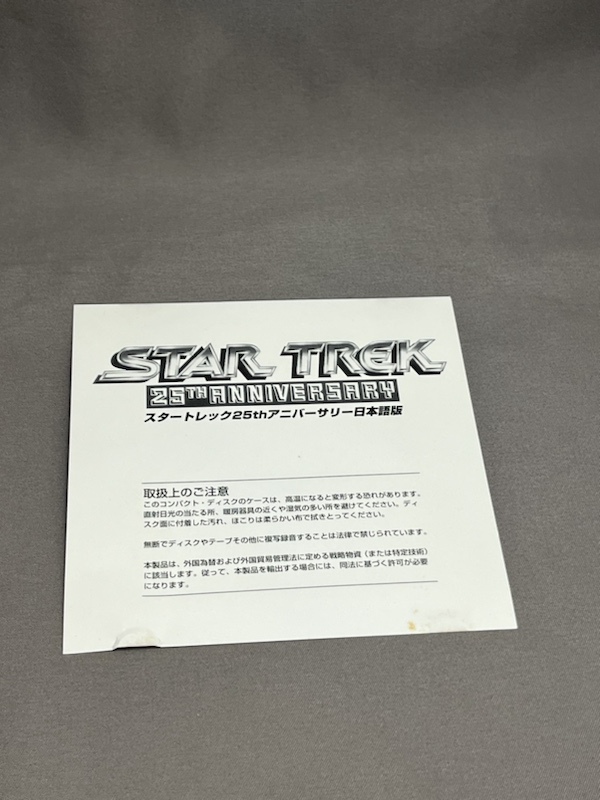 STAR TREK
25TH ANNIVERSARY
スタートレック25thアニバーサリー日本語版
取扱上のご注意
このコンパクト・ディスクのケースは、高温になると変形する恐れがあります。
直射日光の当たる所、暖房器具の近くや湿気の多い所を避けてください。ディ
スク面に付着した汚れ、ほこりは柔らかい布で拭きとってください。
無断でディスクやテープその他に複写録音することは法律で禁じられています。
本製品は、外国為替および外国貿易管理法に定める戦略物資（または特定技術）
に該当します。従って、本製品を輸出する場合には、同法に基づく許可が必要
になります。